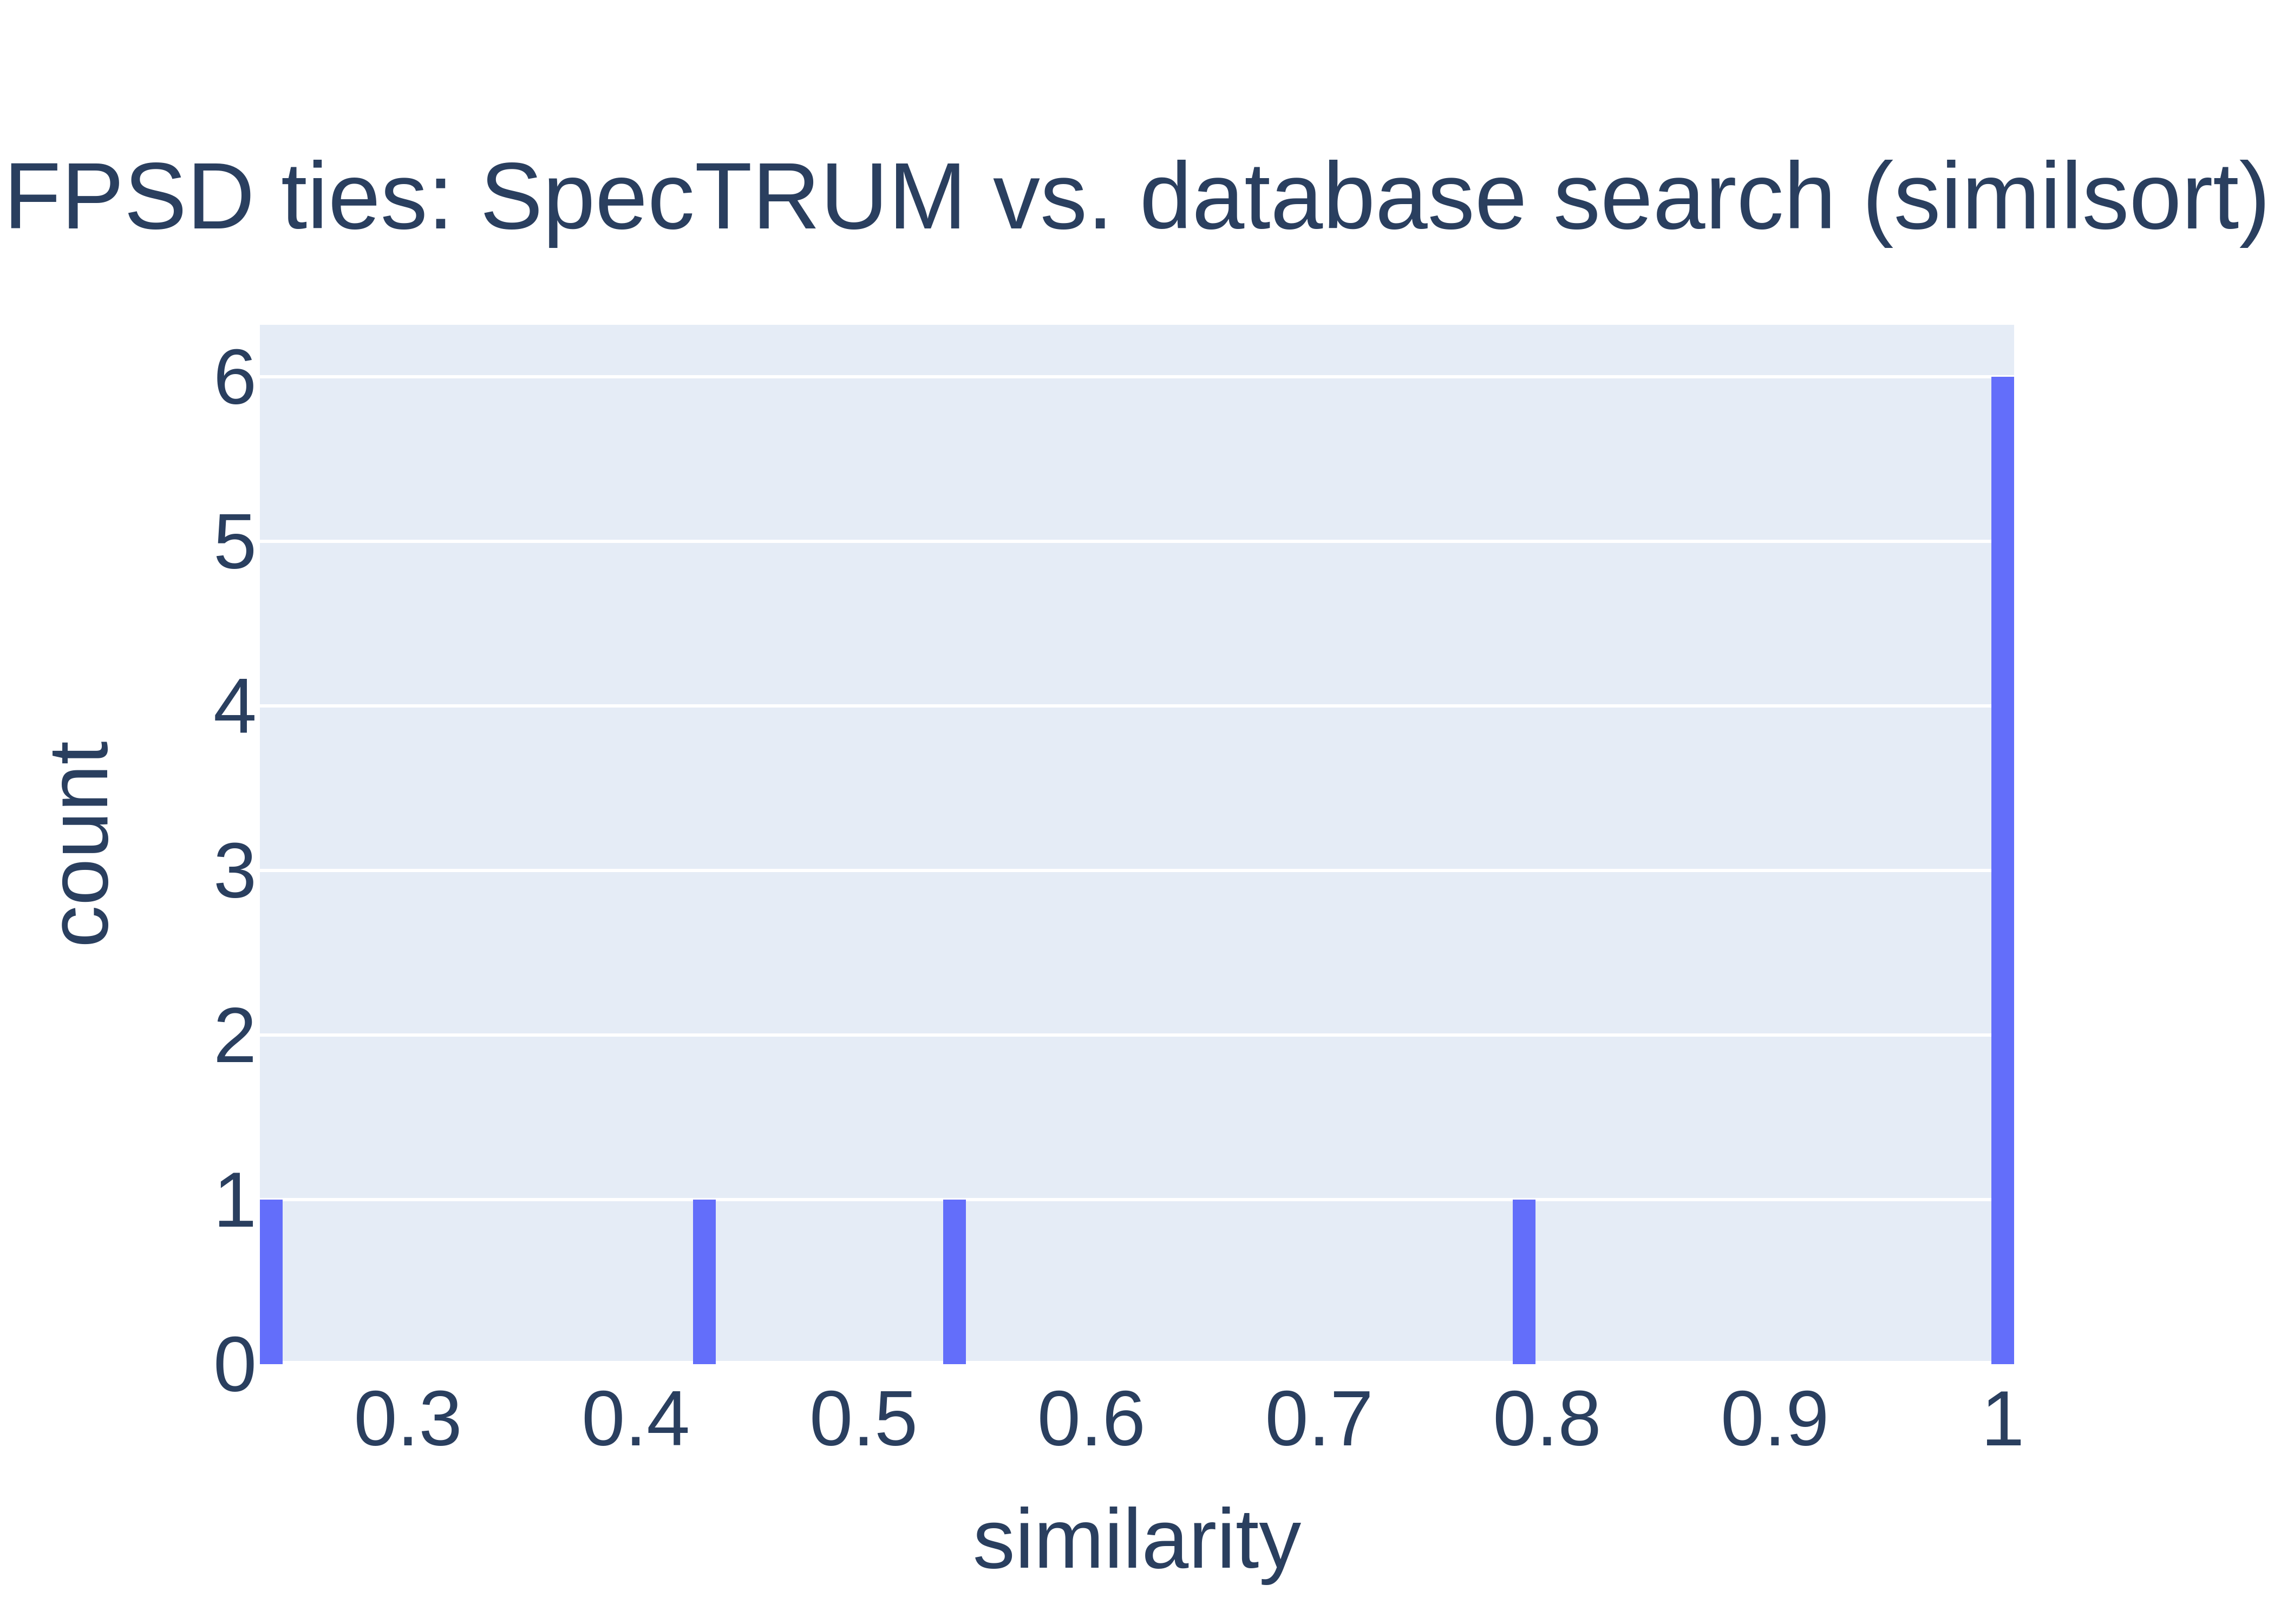 FPSD ties: SpecTRUM vs. database search (similsort)
6
5
4
3
2
1
0
count
0.3 0.4 0.5 0.6 0.7 0.8 0.9 1
similarity